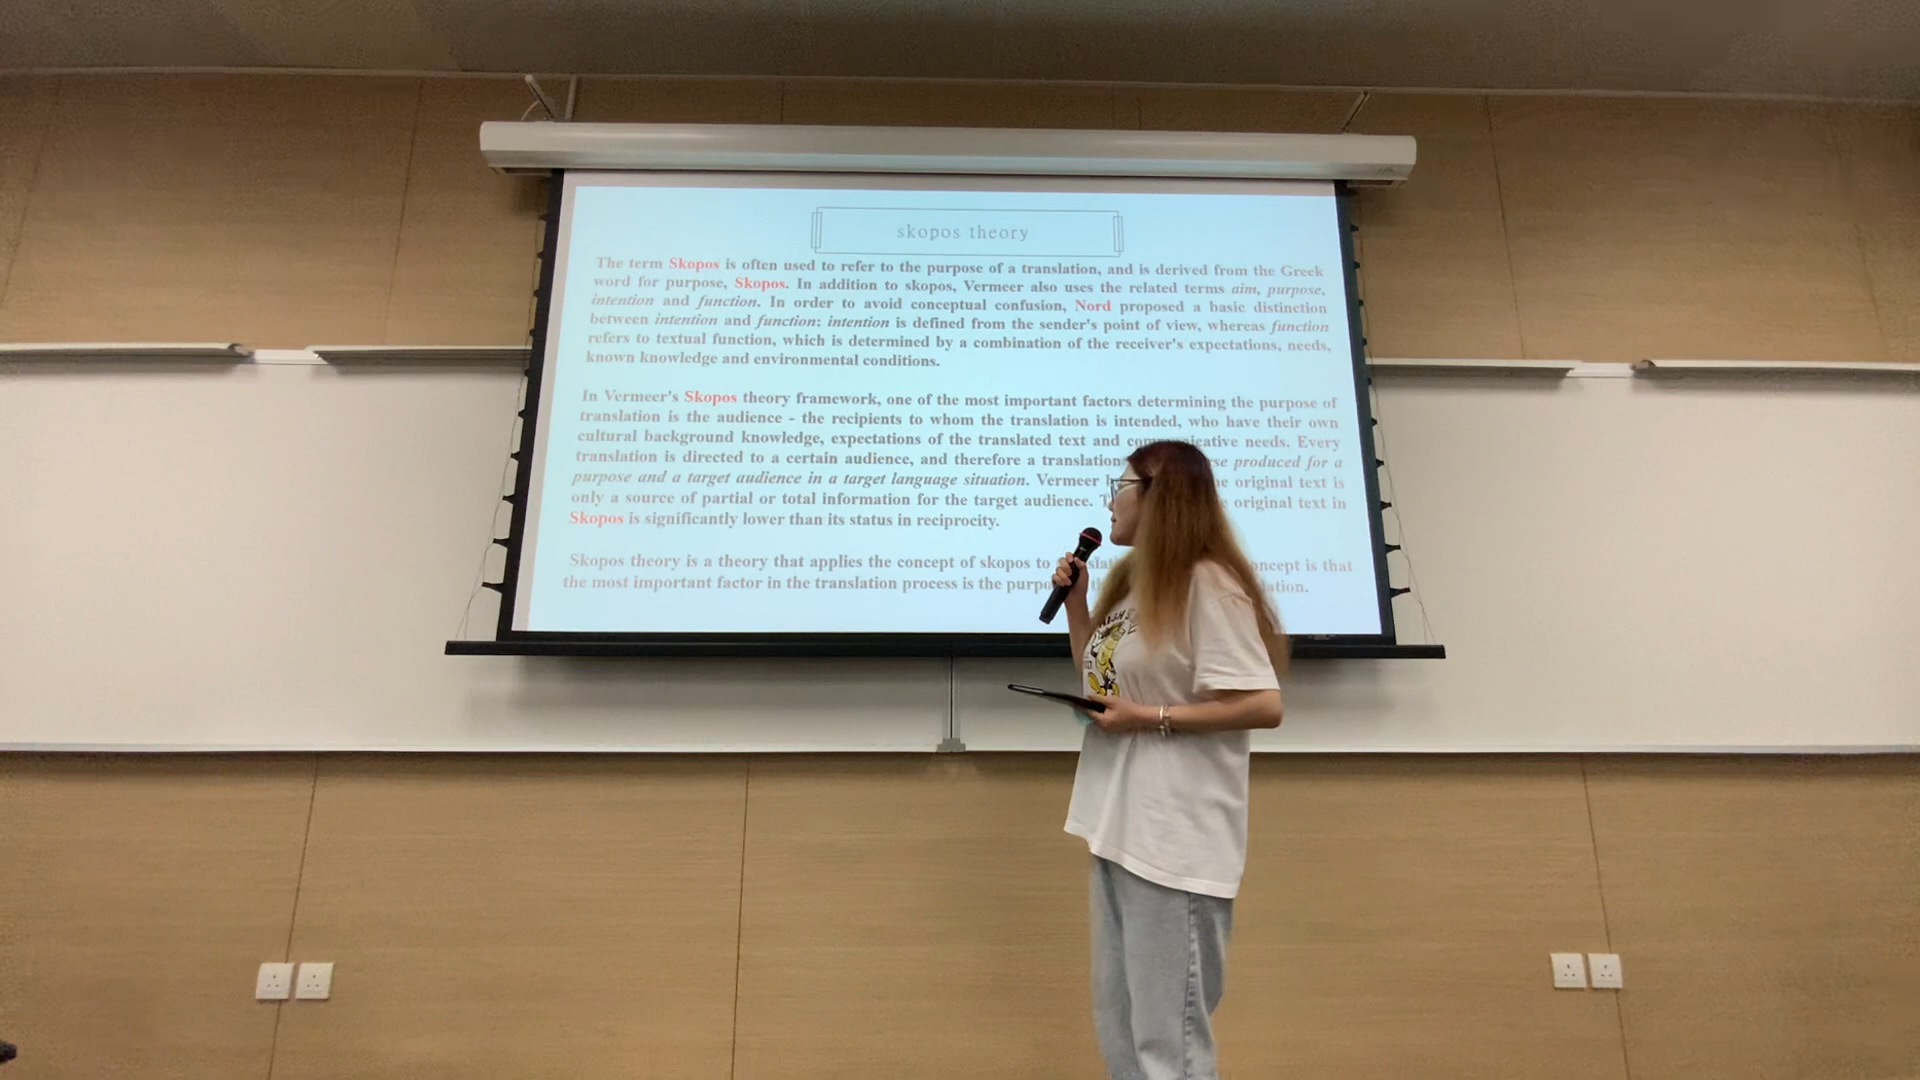 skopos theory
The term Skopos is often used to refer to the purpose of a translation, and is derived from the Greek
word for purpose, Skopos. In addition to skopos, Vermeer also uses the related terms aim, purpose,
intention and function. In order to avoid conceptual confusion, Nord proposed a basic distinction
between intention and function: intention is defined from the sender's point of view, whereas function
refers to textual function, which is determined by a combination of the receiver's expectations, needs,
known knowledge and environmental conditions.
In Vermeer's Skopos theory framework, one of the most important factors determining the purpose of
translation is the audience - the recipients to whom the translation is intended, who have their own
cultural background knowledge, expectations of the translated text and communicative needs. Every
translation is directed to a certain audience, and therefore a translation produced for a
purpose and a target audience in a target language situation. Vermeer original text is
only a source of partial or total information for the target audience. original text in
Skopos is significantly lower than its status in reciprocity.
Skopos theory is a theory that applies the concept of skopos to concept is that
the most important factor in the translation process is the